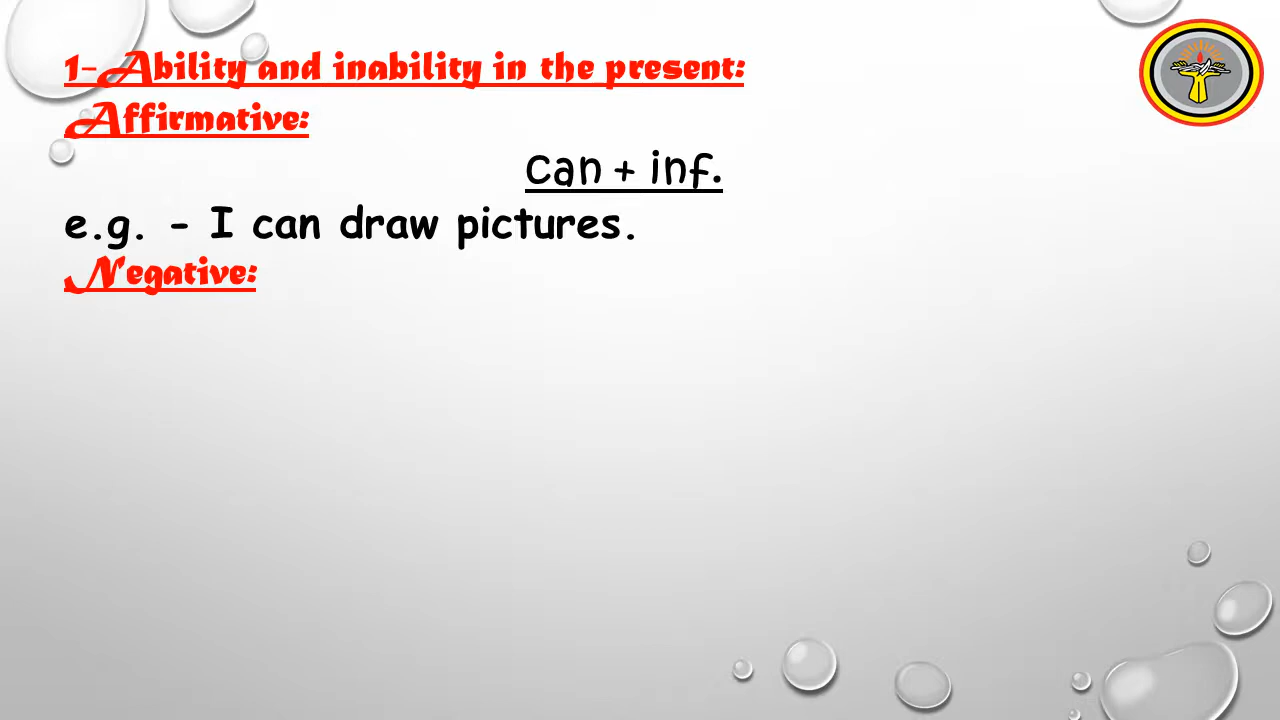 1-Ability and inability in the present:
Affirmative:
can + inf.
e.g. - I can draw pictures.
Negative: